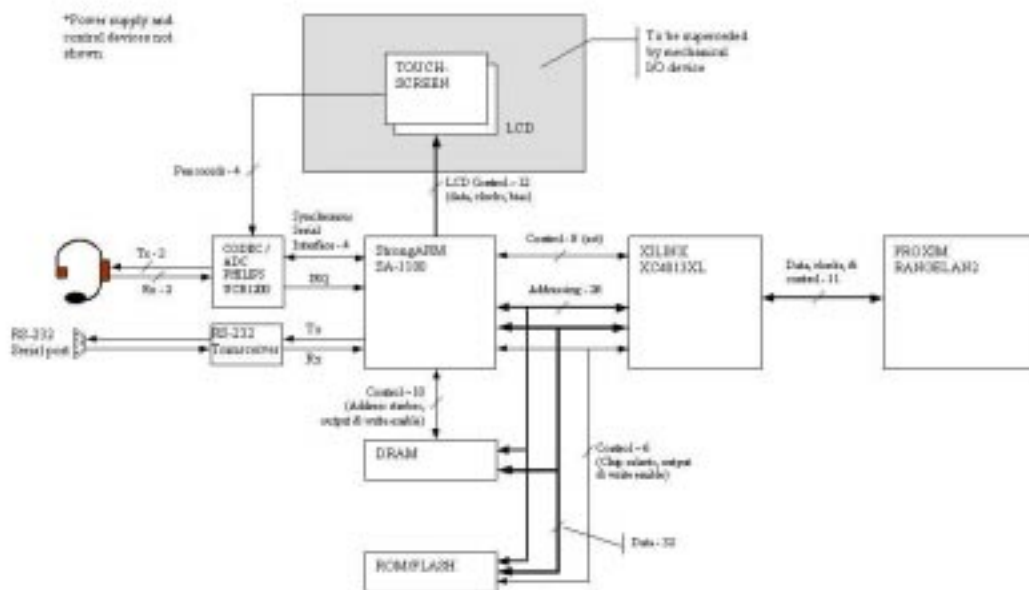 *Power supply and
control devices not
shown.
To be superceded
by mechanical
I/O device
TOUCH-
SCREEN
LCD
Pen coords - 4
LCD Control - 12
(data, clocks, bias)
Synchronous
Serial
Interface - 4
CODEC /
ADC
PHILIPS
UCB1200
StrongARM
SA-1100
Control - 8
XILINX
XC4013XL
PROXIM
RANGELAN2
Tx - 2
Rx - 2
IRQ
Addressing - 26
Data, clocks, &
control - 11
RS-232
Serial port
RS-232
Transceiver
Tx
Rx
Control - 10
(Address strobes,
output & write enable)
DRAM
Control - 6
(Chip selects, output
& write enable)
Data - 32
ROM/FLASH